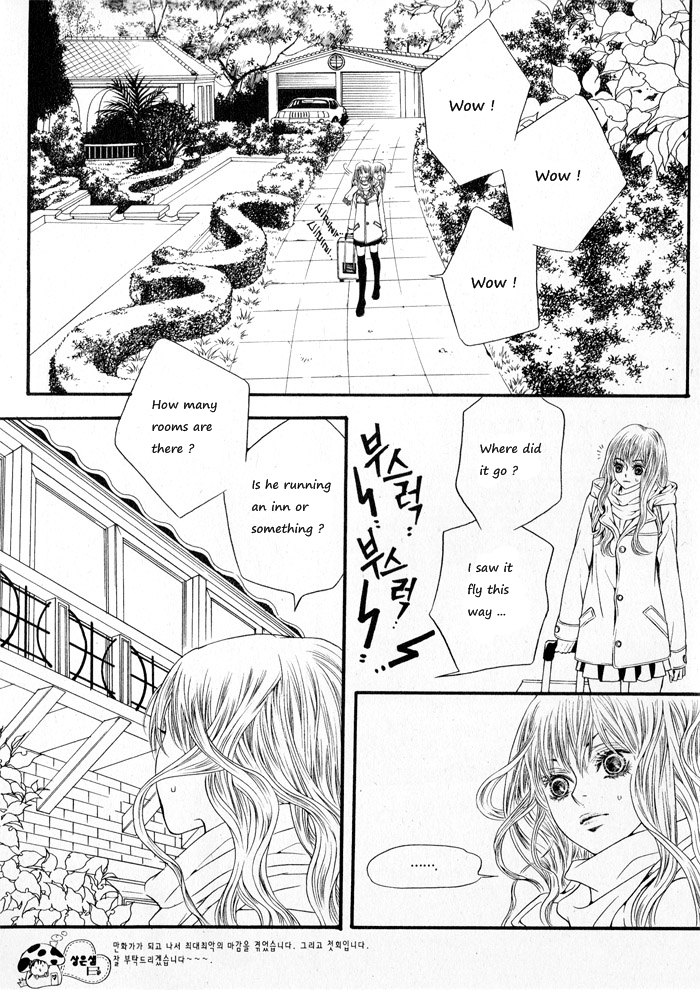 Wow !
Wow !
Wow !
How many
rooms are
there ?
Is he running
an inn or
something ?
Where did
it go ?
I saw it
fly this
way ...
부스럭
부스럭
.......
만화가가 되고 나서 최대최악의 마감을 겪었습니다. 그리고 첫회입니다.
잘 부탁드리겠습니다~~~.